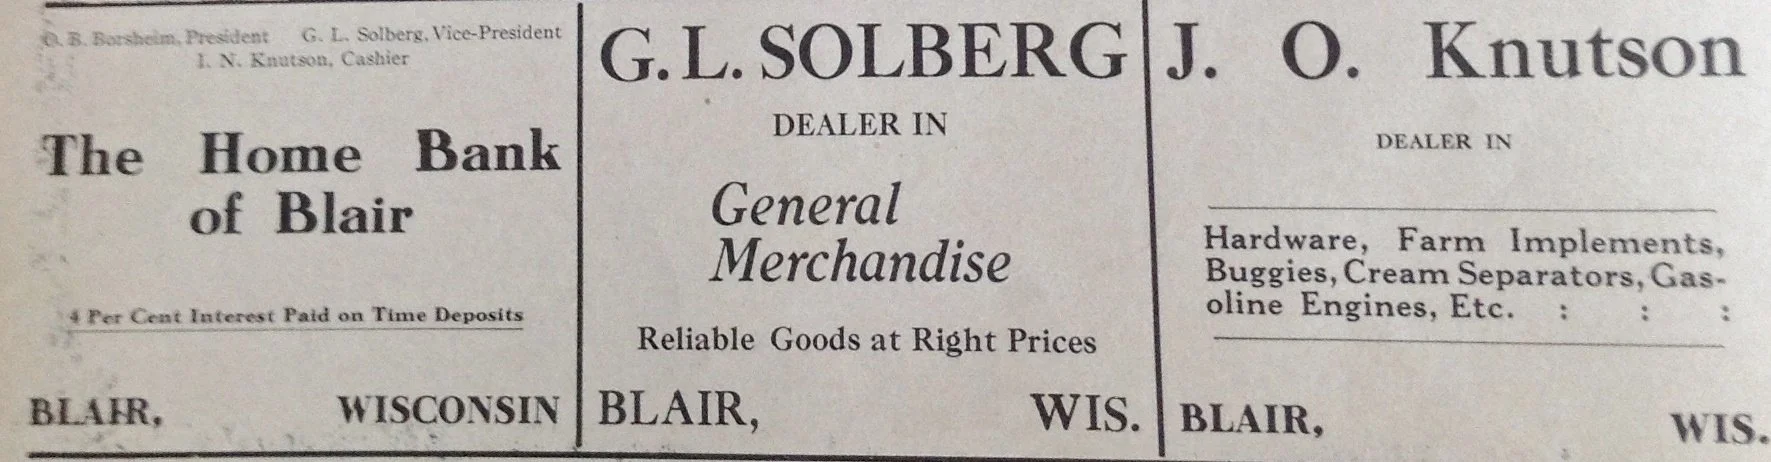 O. B. Borsheim, President G. L. Solberg, Vice-President
I. N. Knutson, Cashier
The Home Bank
of Blair
4 Per Cent Interest Paid on Time Deposits
BLAIR, WISCONSIN
G. L. SOLBERG
DEALER IN
General
Merchandise
Reliable Goods at Right Prices
BLAIR, WIS.
J. O. Knutson
DEALER IN
Hardware, Farm Implements,
Buggies, Cream Separators, Gas-
oline Engines, Etc. : : :
BLAIR, WIS.